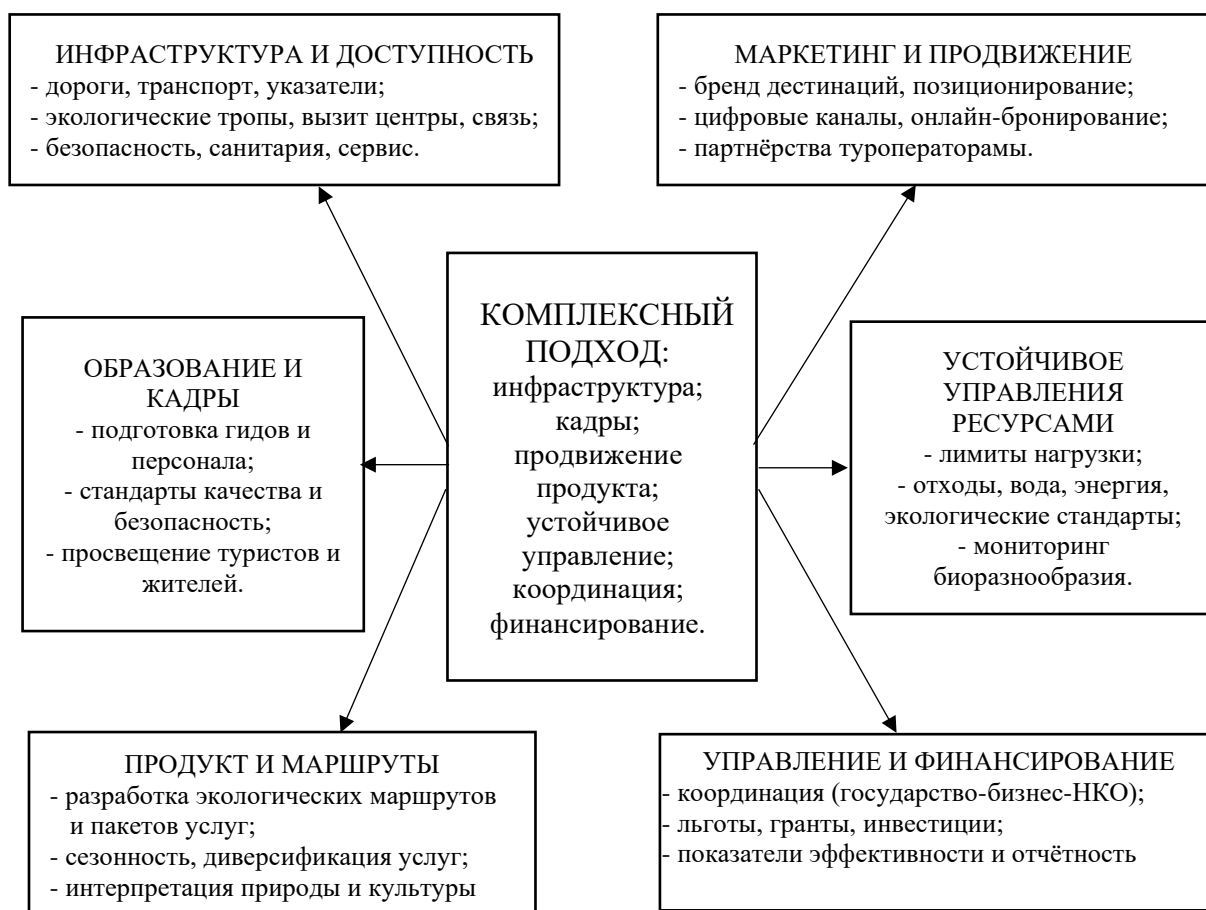 ИНФРАСТРУКТУРА И ДОСТУПНОСТЬ
- дороги, транспорт, указатели;
- экологические тропы, вызит центры, связь;
- безопасность, санитария, сервис.
МАРКЕТИНГ И ПРОДВИЖЕНИЕ
- бренд дестинаций, позиционирование;
- цифровые каналы, онлайн-бронирование;
- партнёрства туроператорамы.
ОБРАЗОВАНИЕ И
КАДРЫ
- подготовка гидов и
персонала;
- стандарты качества и
безопасность;
- просвещение туристов и
жителей.
КОМПЛЕКСНЫЙ
ПОДХОД:
инфраструктура;
кадры;
продвижение
продукта;
устойчивое
управление;
координация;
финансирование.
УСТОЙЧИВОЕ
УПРАВЛЕНИЯ
РЕСУРСАМИ
- лимиты нагрузки;
- отходы, вода, энергия,
экологические стандарты;
- мониторинг
биоразнообразия.
ПРОДУКТ И МАРШРУТЫ
- разработка экологических маршрутов
и пакетов услуг;
- сезонность, диверсификация услуг;
- интерпретация природы и культуры
УПРАВЛЕНИЕ И ФИНАНСИРОВАНИЕ
- координация (государство-бизнес-НКО);
- льготы, гранты, инвестиции;
- показатели эффективности и отчётность